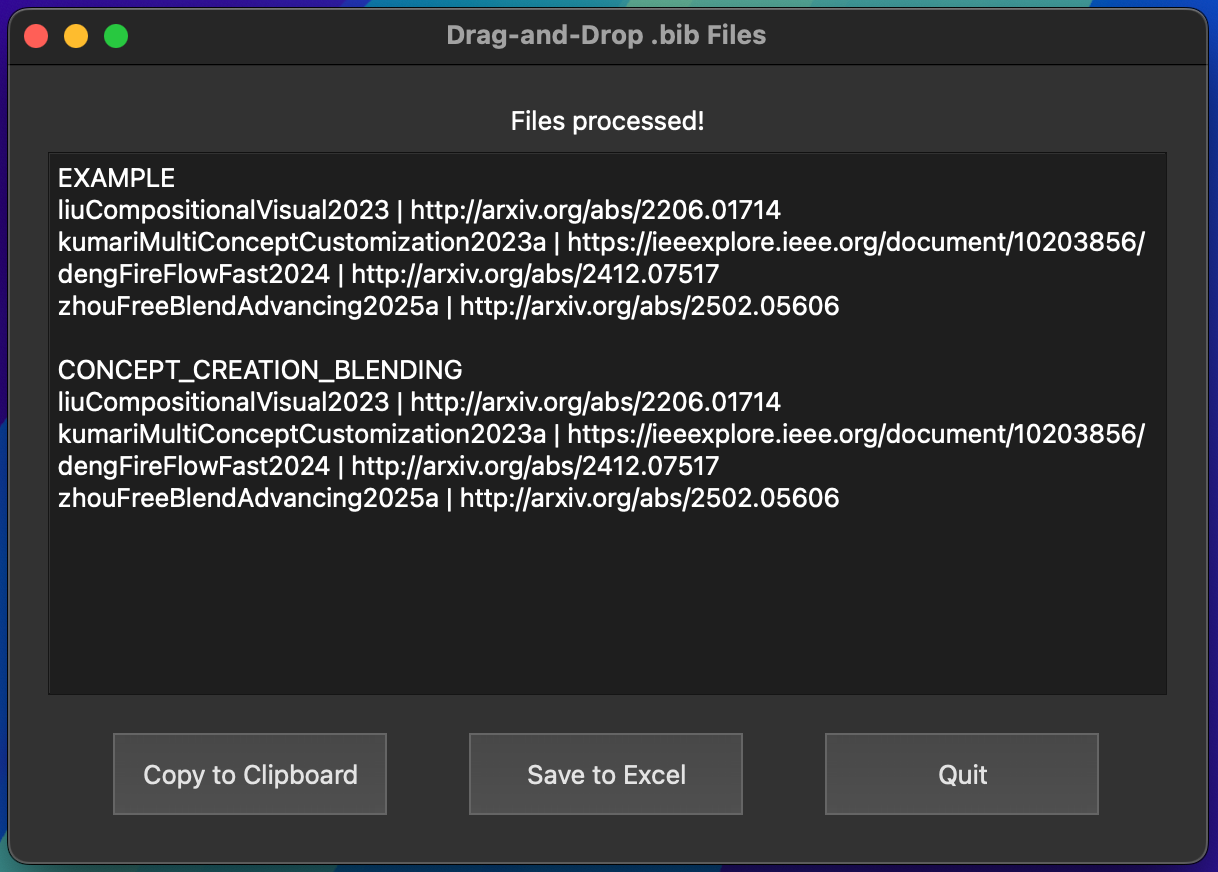 Drag-and-Drop .bib Files
Files processed!
EXAMPLE
liuCompositionalVisual2023 | http://arxiv.org/abs/2206.01714
kumariMultiConceptCustomization2023a | https://ieeexplore.ieee.org/document/10203856/
dengFireFlowFast2024 | http://arxiv.org/abs/2412.07517
zhouFreeBlendAdvancing2025a | http://arxiv.org/abs/2502.05606
CONCEPT_CREATION_BLENDING
liuCompositionalVisual2023 | http://arxiv.org/abs/2206.01714
kumariMultiConceptCustomization2023a | https://ieeexplore.ieee.org/document/10203856/
dengFireFlowFast2024 | http://arxiv.org/abs/2412.07517
zhouFreeBlendAdvancing2025a | http://arxiv.org/abs/2502.05606
Copy to Clipboard
Save to Excel
Quit